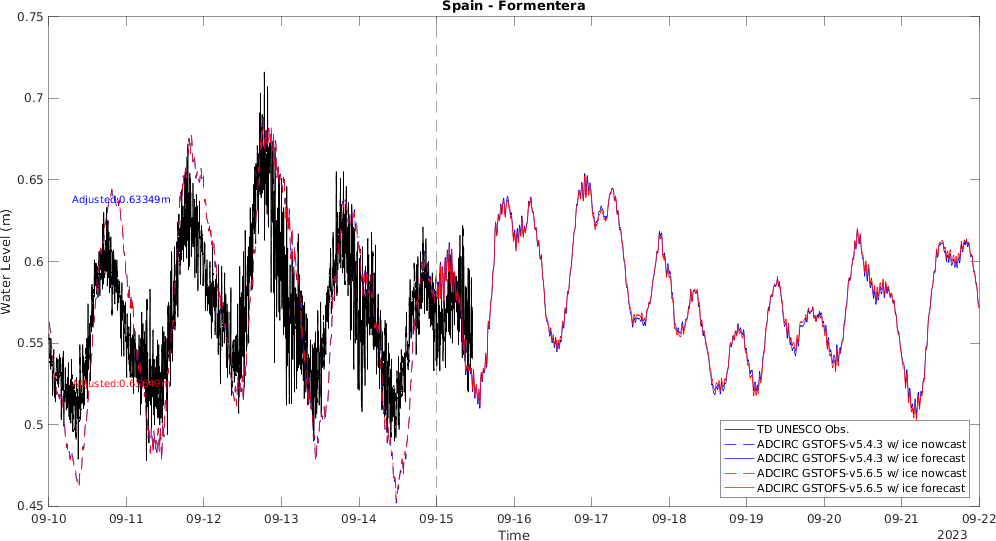 Spain - Formentera
0.75
0.7
0.65
0.6
0.55
0.5
0.45
Water Level (m)
Adjusted:0.63349m
09-10
09-11
09-12
09-13
09-14
09-15
09-16
09-17
09-18
09-19
09-20
09-21
09-22
Time
2023
TD UNESCO Obs.
ADCIRC GSTOFS-v5.4.3 w/ ice nowcast
ADCIRC GSTOFS-v5.4.3 w/ ice forecast
ADCIRC GSTOFS-v5.6.5 w/ ice nowcast
ADCIRC GSTOFS-v5.6.5 w/ ice forecast